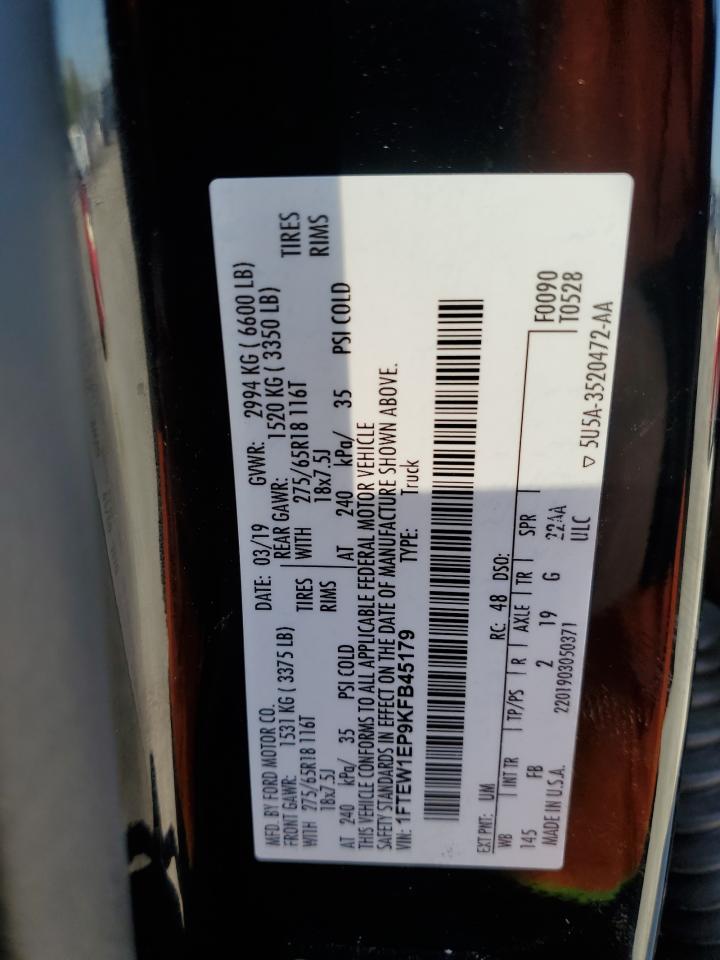 MFD. BY FORD MOTOR CO.
DATE: 03/19
GVWR: 2994 KG ( 6600 LB)
FRONT GAWR: 1531 KG ( 3375 LB)
REAR GAWR: 1520 KG ( 3350 LB)
WITH 275/65R18 116T TIRES
WITH 275/65R18 116T TIRES
18x7.5J RIMS
18x7.5J RIMS
AT 240 kPa/ 35 PSI COLD
AT 240 kPa/ 35 PSI COLD
THIS VEHICLE CONFORMS TO ALL APPLICABLE FEDERAL MOTOR VEHICLE
SAFETY STANDARDS IN EFFECT ON THE DATE OF MANUFACTURE SHOWN ABOVE.
VIN: 1FTEW1EP9KFB45179
TYPE: Truck
EXT PNT: UM RC: 48 DSO:
WB INT TR TP/PS R AXLE TR SPR F0090
145 FB 2 19 G 224A T0528
MADE IN U.S.A. 2201903050371 ULC
▽ 5U5A-3520472-AA